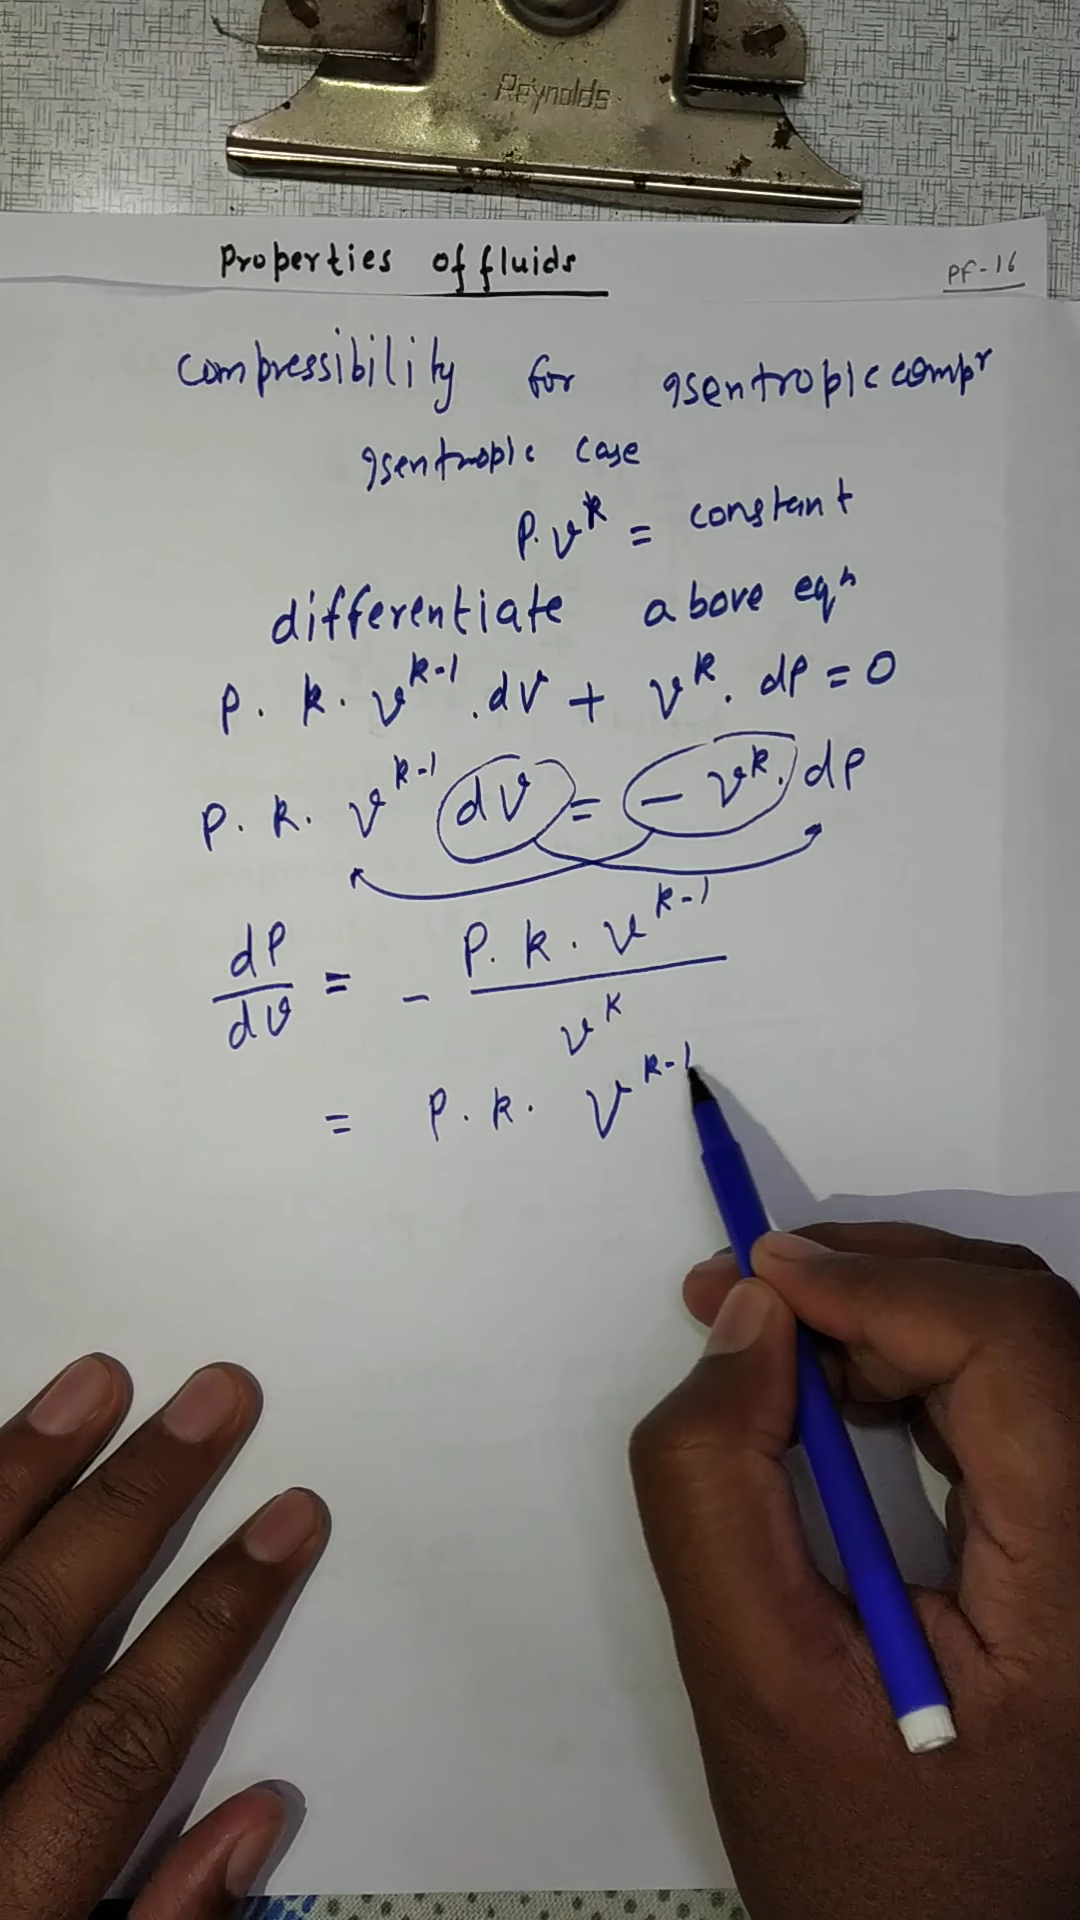 Reynolds
Properties of fluids
PF-16
Compressibility for Isentropic compr
Isentropic case
P.v^k = constant
differentiate above eqn
P. k. v^k-1 .dv + v^k. dP = 0
P. k. v^k-1 dv = - v^k. dP
dP/dv = - P. k. v^k-1 / v^k
= P. k. v^k-1